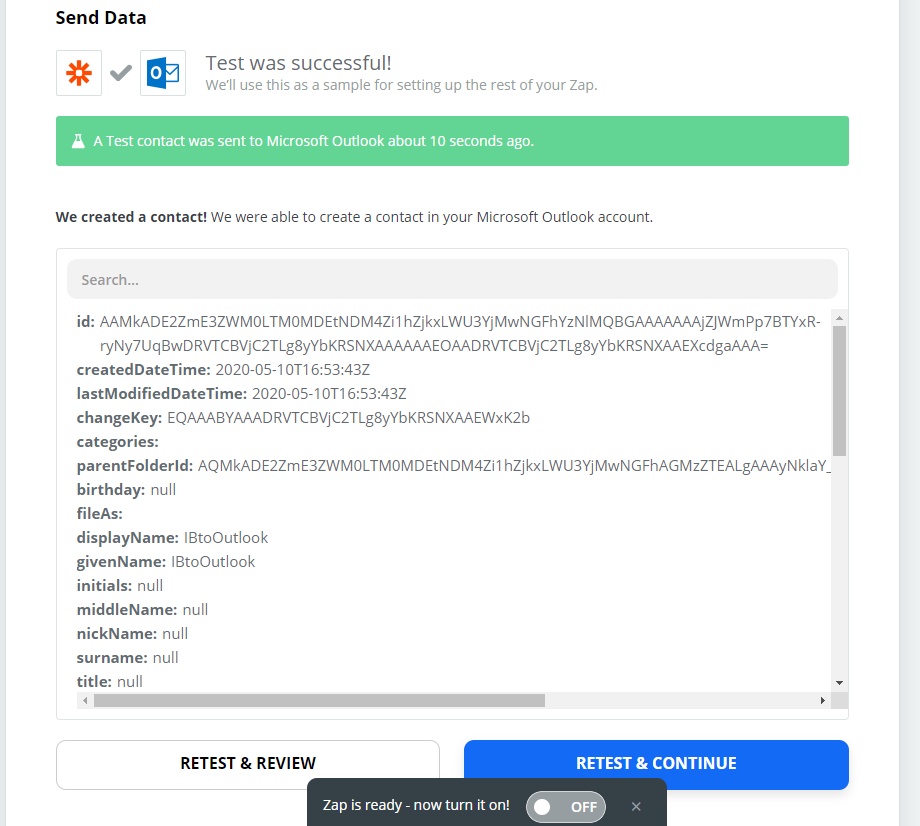 Send Data
Test was successful!
We'll use this as a sample for setting up the rest of your Zap.
A Test contact was sent to Microsoft Outlook about 10 seconds ago.
We created a contact! We were able to create a contact in your Microsoft Outlook account.
Search...
id: AAMkADE2ZmE3ZWM0LTM0MDEtNDM4Zi1hZjkxLWU3YjMwNGFhYzNlMQBGAAAAAAAjZJWmPp7BTYxR-
ryNy7UqBwDRVTCBVjC2TLg8yYbKRSNXAAAAAAEOAADRVTCBVjC2TLg8yYbKRSNXAAEXcdgaAAA=
createdDateTime: 2020-05-10T16:53:43Z
lastModifiedDateTime: 2020-05-10T16:53:43Z
changeKey: EQAAABYAAADRVTCBVjC2TLg8yYbKRSNXAAEWxK2b
categories:
parentFolderId: AQMkADE2ZmE3ZWM0LTM0MDEtNDM4Zi1hZjkxLWU3YjMwNGFhAGMzZTEALgAAAyNklaY_
birthday: null
fileAs:
displayName: IBtoOutlook
givenName: IBtoOutlook
initials: null
middleName: null
nickName: null
surname: null
title: null
RETEST & REVIEW
RETEST & CONTINUE
Zap is ready - now turn it on!
OFF